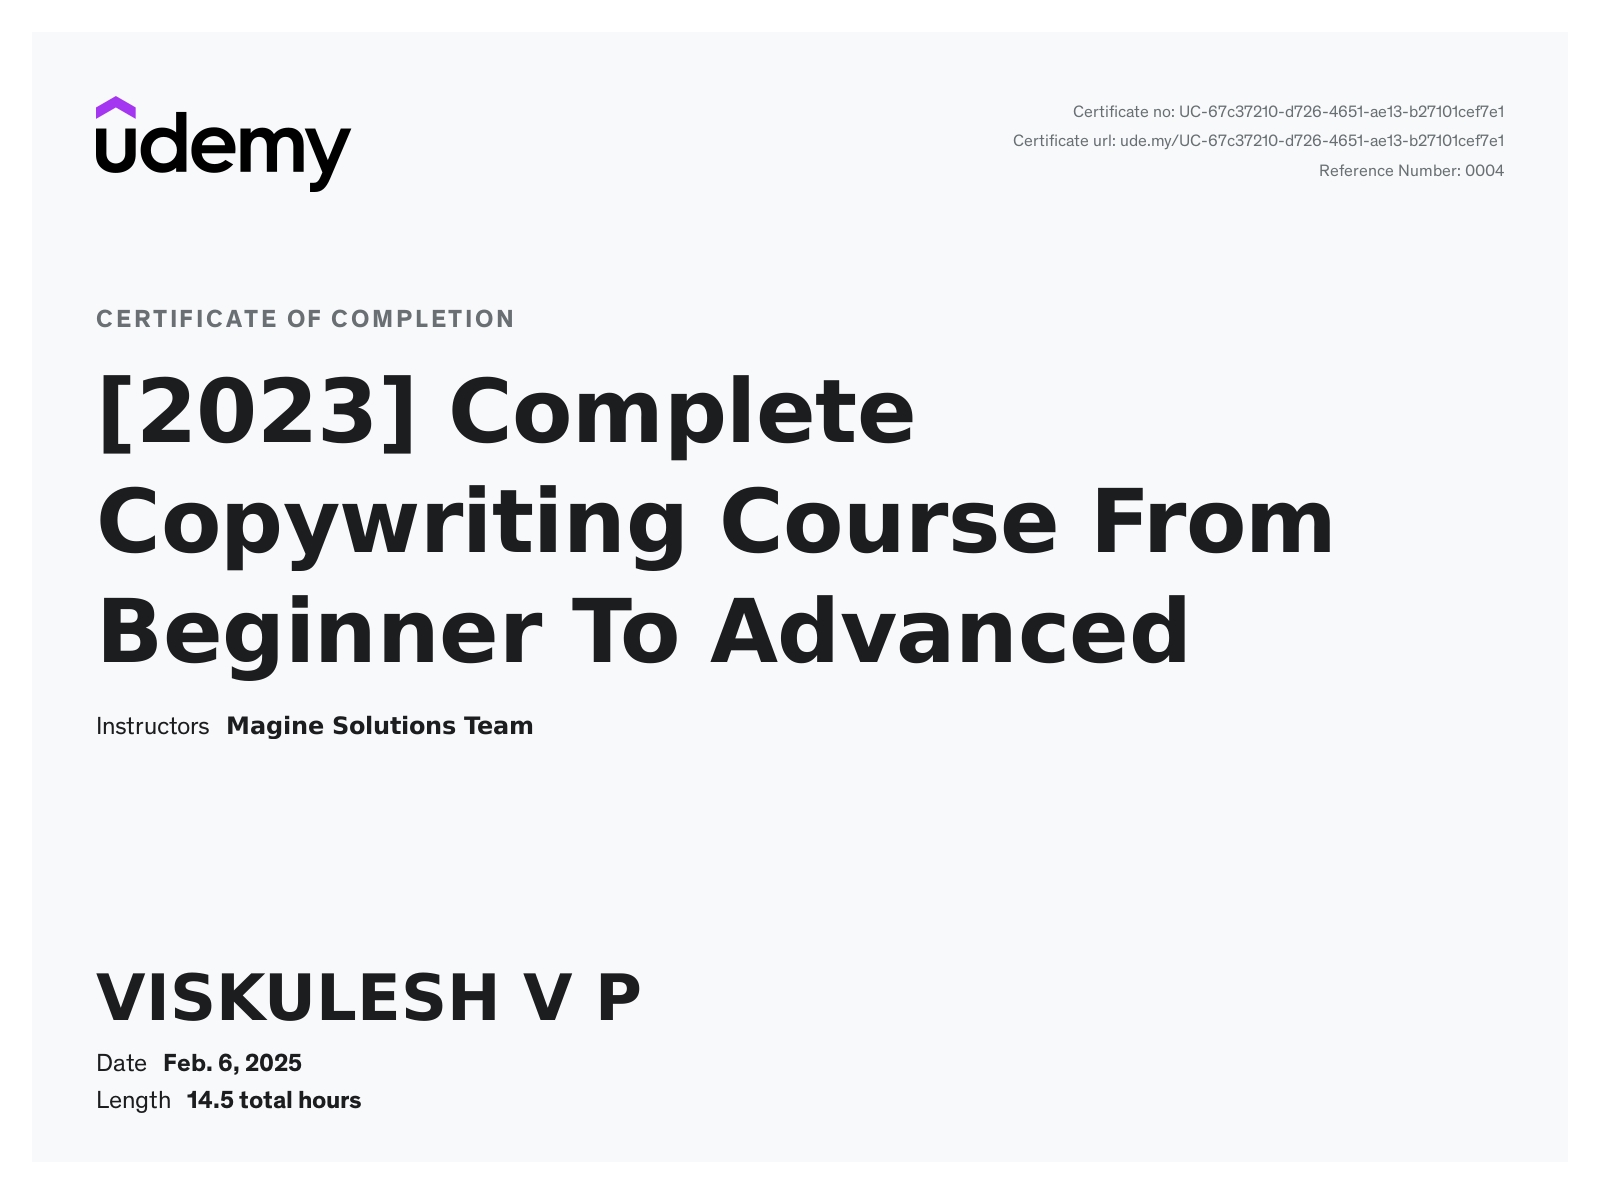 udemy
Certificate no: UC-67c37210-d726-4651-ae13-b27101cef7e1
Certificate url: ude.my/UC-67c37210-d726-4651-ae13-b27101cef7e1
Reference Number: 0004
CERTIFICATE OF COMPLETION
[2023] Complete
Copywriting Course From
Beginner To Advanced
Instructors Magine Solutions Team
VISKULESH V P
Date Feb. 6, 2025
Length 14.5 total hours